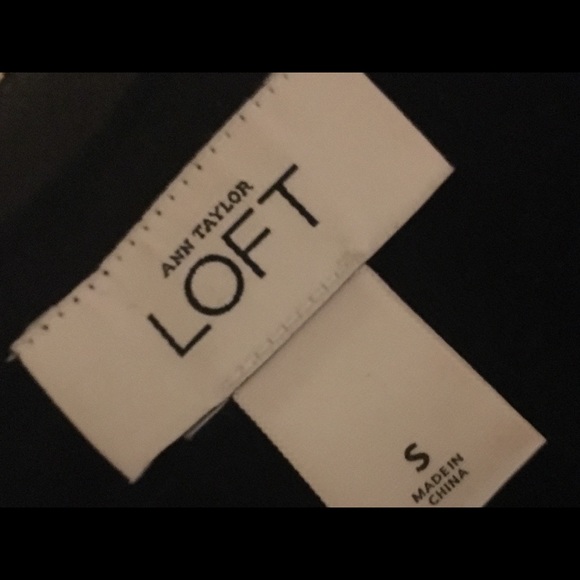 ANN TAYLOR
LOFT
S
MADE IN
CHINA